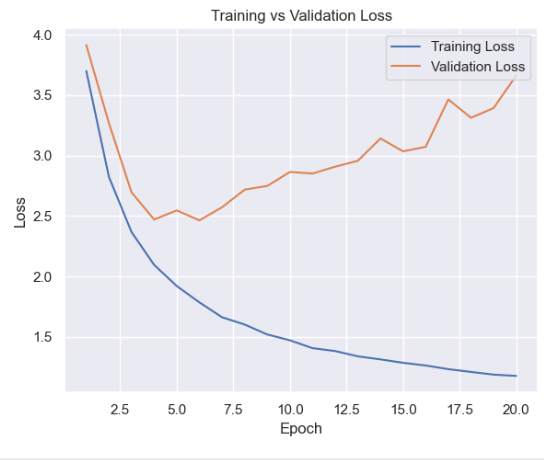 Training vs Validation Loss
4.0
3.5
3.0
2.5
2.0
1.5
Loss
Training Loss
Validation Loss
2.5 5.0 7.5 10.0 12.5 15.0 17.5 20.0
Epoch